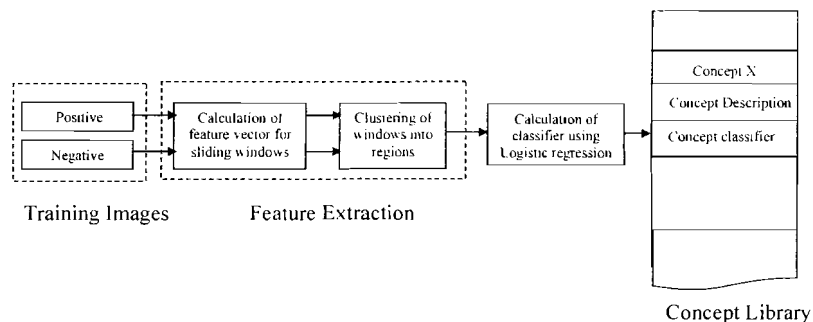 Positive
Negative
Training Images
Calculation of
feature vector for
sliding windows
Clustering of
windows into
regions
Feature Extraction
Calculation of
classifier using
Logistic regression
Concept X
Concept Description
Concept classifier
Concept Library